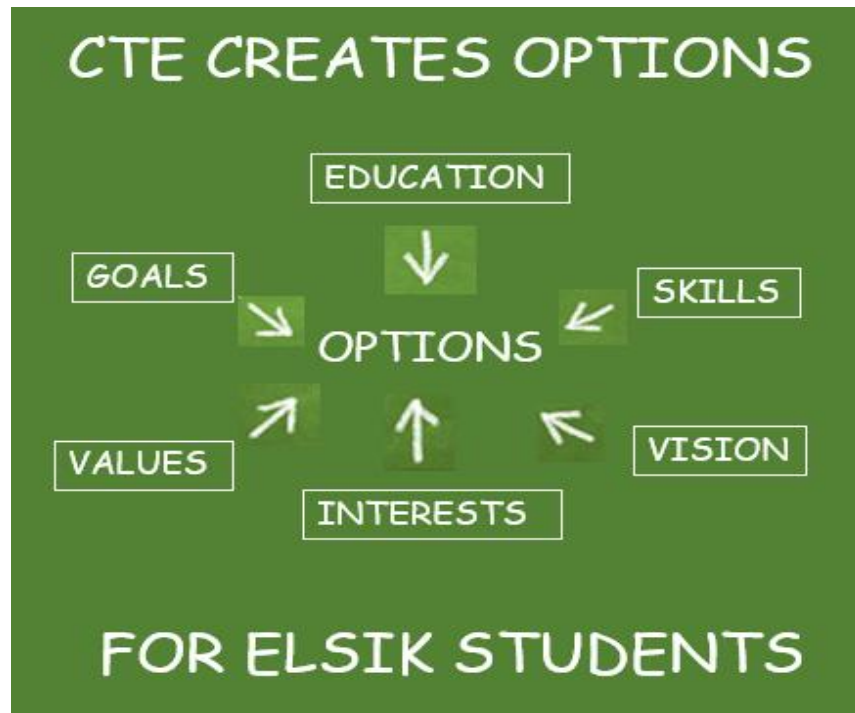 CTE CREATES OPTIONS
EDUCATION
GOALS
SKILLS
OPTIONS
VALUES
VISION
INTERESTS
FOR ELSIK STUDENTS